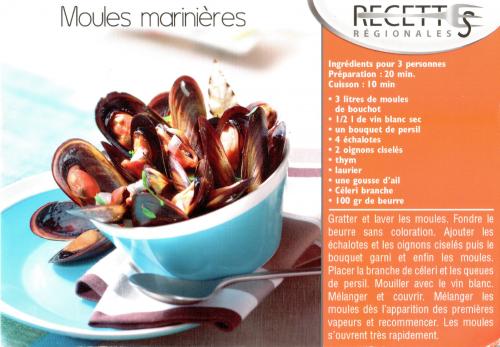 Moules marinières
RECETTES
RÉGIONALES
Ingrédients pour 3 personnes
Préparation : 20 min.
Cuisson : 10 min
• 3 litres de moules
de bouchot
• 1/2 l de vin blanc sec
• un bouquet de persil
• 4 échalotes
• 2 oignons ciselés
• thym
• laurier
• une gousse d'ail
• Céleri branche
• 100 gr de beurre
Gratter et laver les moules. Fondre le
beurre sans coloration. Ajouter les
échalotes et les oignons ciselés puis le
bouquet garni et enfin les moules.
Placer la branche de céleri et les queues
de persil. Mouiller avec le vin blanc.
Mélanger et couvrir. Mélanger les
moules dès l'apparition des premières
vapeurs et recommencer. Les moules
s'ouvrent très rapidement.